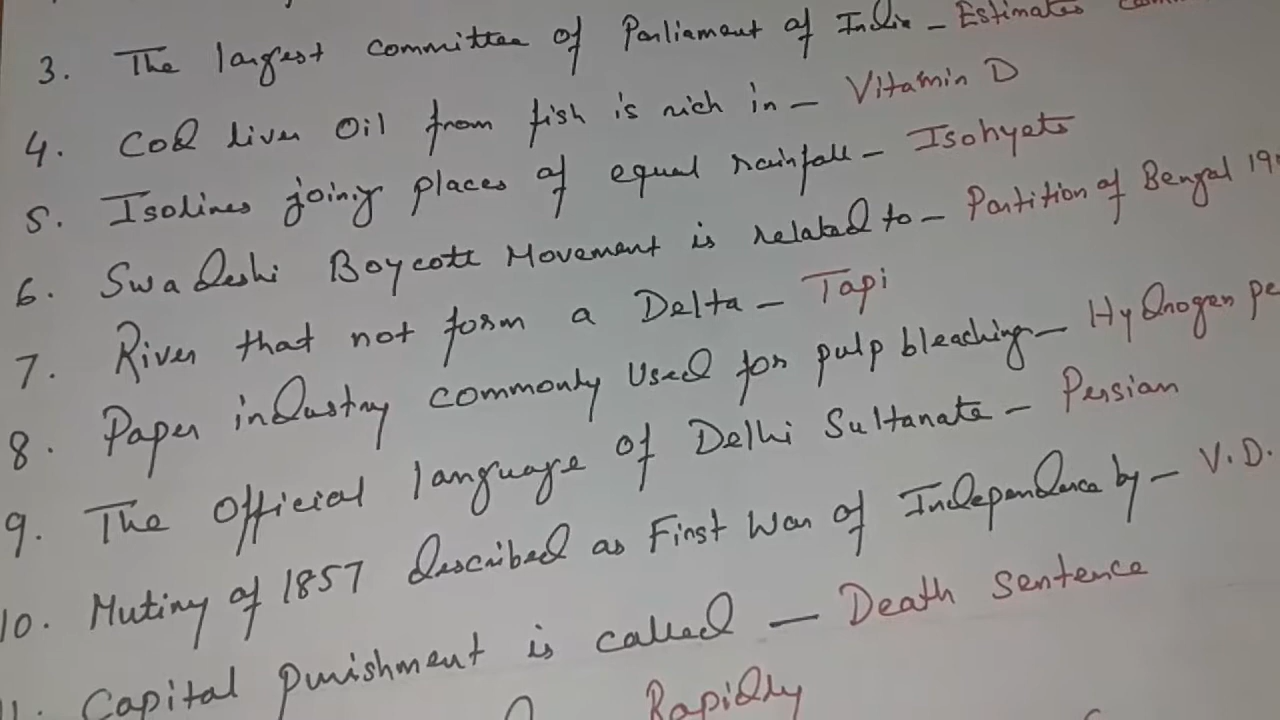 3. The largest committee of Parliament of India - Estimates
4. Cod liver Oil from fish is rich in - Vitamin D
5. Isolines joining places of equal rainfall - Isohyets
6. Swadeshi Boycott Movement is related to - Partition of Bengal 19
7. River that not form a Delta - Tapi
8. Paper industry commonly Used for pulp bleaching - Hydrogen pe
9. The Official language of Delhi Sultanate - Persian
10. Mutiny of 1857 described as First War of Independence by - V.D.
11. Capital punishment is called - Death sentence
Rapidly